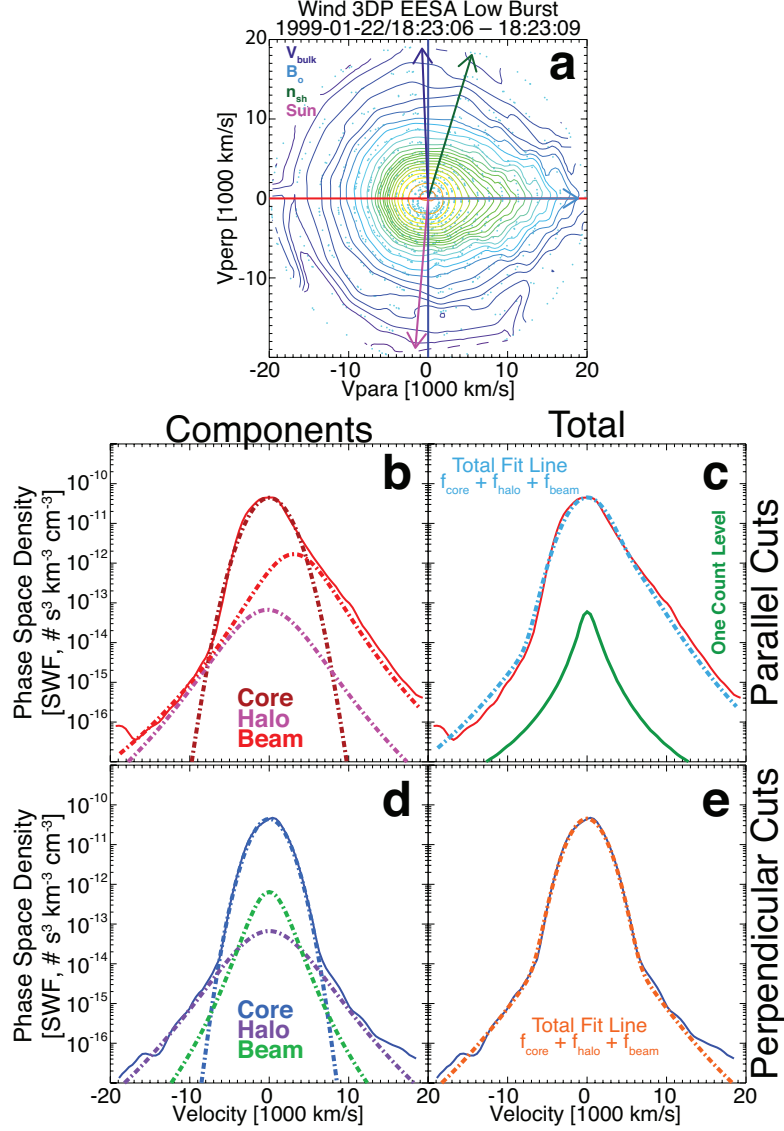 Wind 3DP EESA Low Burst
1999-01-22/18:23:06 – 18:23:09
a
V_bulk
B_o
n_sh
Sun
20
10
0
-10
Vperp [1000 km/s]
-20 -10 0 10 20
Vpara [1000 km/s]
Components
Total
b
c
Total Fit Line
f_core + f_halo + f_beam
One Count Level
Parallel Cuts
10⁻¹⁰
10⁻¹¹
10⁻¹²
10⁻¹³
10⁻¹⁴
10⁻¹⁵
10⁻¹⁶
Phase Space Density
[SWF, # s³ km⁻³ cm⁻³]
Core
Halo
Beam
d
e
10⁻¹⁰
10⁻¹¹
10⁻¹²
10⁻¹³
10⁻¹⁴
10⁻¹⁵
10⁻¹⁶
Phase Space Density
[SWF, # s³ km⁻³ cm⁻³]
Core
Halo
Beam
Total Fit Line
f_core + f_halo + f_beam
Perpendicular Cuts
-20 -10 0 10 20 -10 0 10 20
Velocity [1000 km/s] Velocity [1000 km/s]